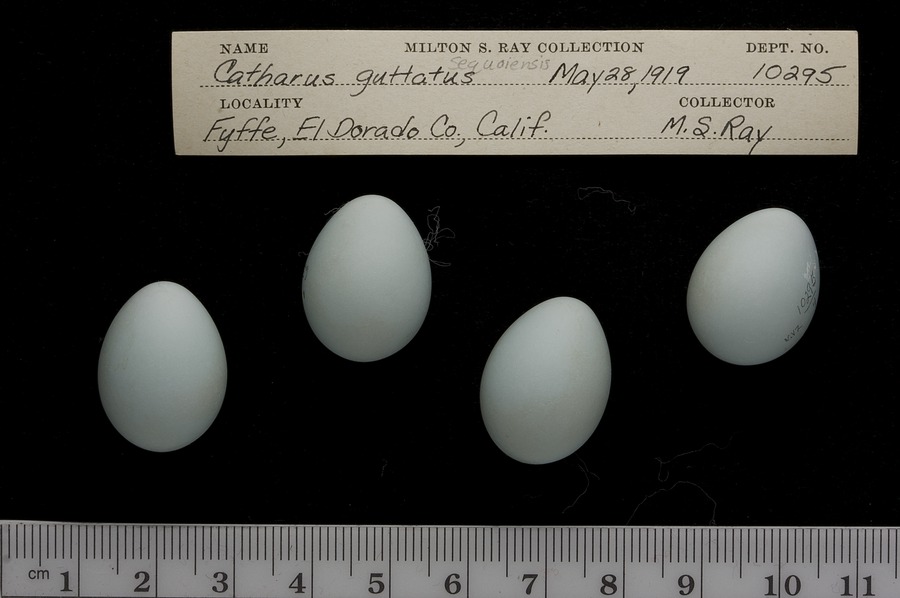 NAME MILTON S. RAY COLLECTION DEPT. NO.
Sequoiensis
Catharus guttatus May 28, 1919 10295
LOCALITY COLLECTOR
Fyffe, El Dorado Co., Calif. M.S. Ray
10295
cm 1 2 3 4 5 6 7 8 9 10 11